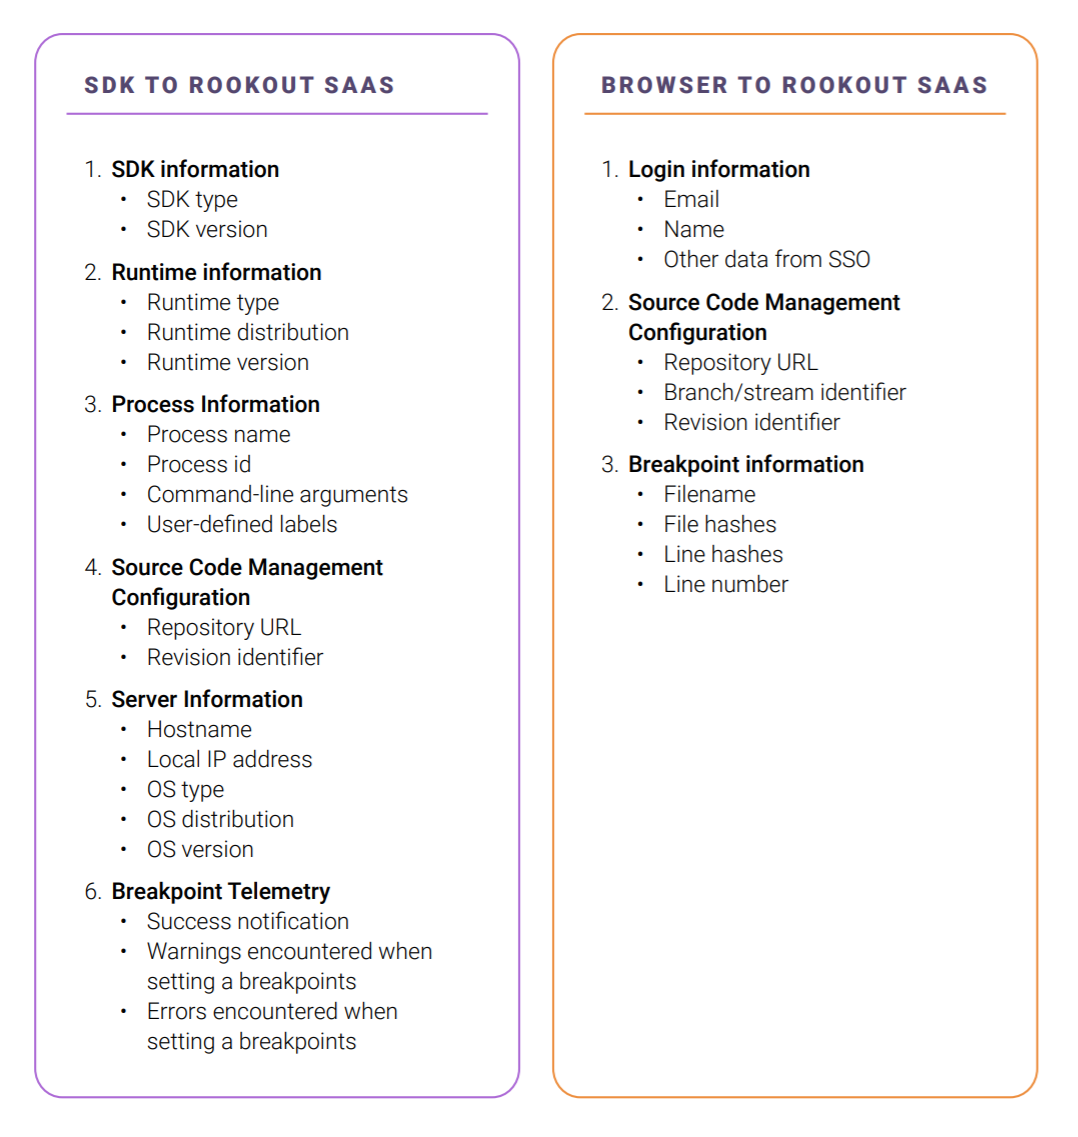 SDK TO ROOKOUT SAAS
1. SDK information
• SDK type
• SDK version
2. Runtime information
• Runtime type
• Runtime distribution
• Runtime version
3. Process Information
• Process name
• Process id
• Command-line arguments
• User-defined labels
4. Source Code Management
Configuration
• Repository URL
• Revision identifier
5. Server Information
• Hostname
• Local IP address
• OS type
• OS distribution
• OS version
6. Breakpoint Telemetry
• Success notification
• Warnings encountered when
setting a breakpoints
• Errors encountered when
setting a breakpoints
BROWSER TO ROOKOUT SAAS
1. Login information
• Email
• Name
• Other data from SSO
2. Source Code Management
Configuration
• Repository URL
• Branch/stream identifier
• Revision identifier
3. Breakpoint information
• Filename
• File hashes
• Line hashes
• Line number